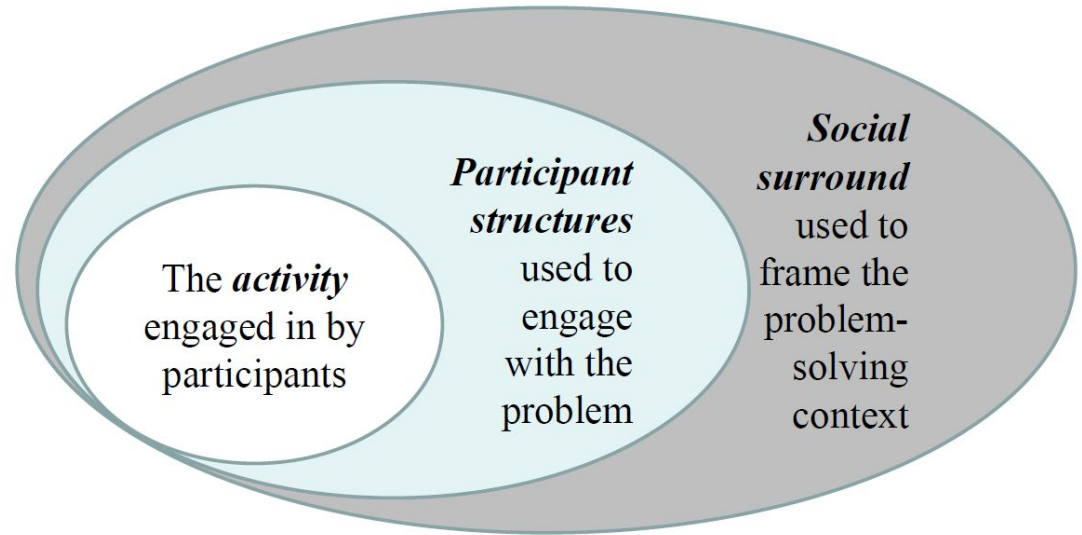 The activity
engaged in by
participants
Participant
structures
used to
engage
with the
problem
Social
surround
used to
frame the
problem-
solving
context